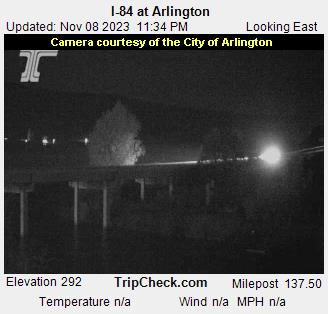 I-84 at Arlington
Updated: Nov 08 2023 11:34 PM Looking East
Camera courtesy of the City of Arlington
Elevation 292 TripCheck.com Milepost 137.50
Temperature n/a Wind n/a MPH n/a